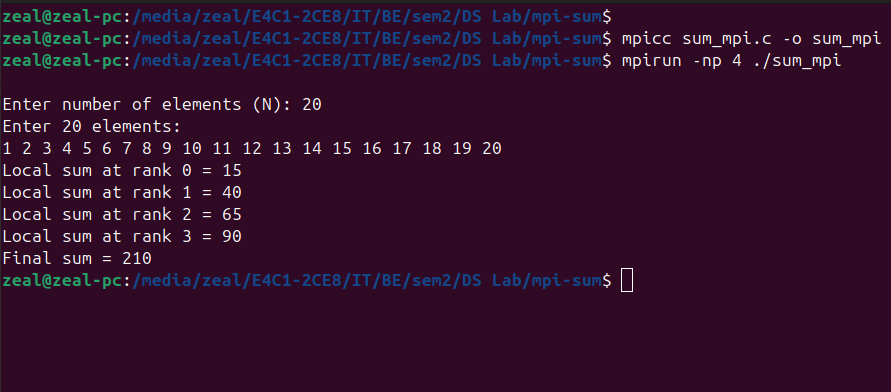 zeal@zeal-pc:/media/zeal/E4C1-2CE8/IT/BE/sem2/DS Lab/mpi-sum$
zeal@zeal-pc:/media/zeal/E4C1-2CE8/IT/BE/sem2/DS Lab/mpi-sum$ mpicc sum_mpi.c -o sum_mpi
zeal@zeal-pc:/media/zeal/E4C1-2CE8/IT/BE/sem2/DS Lab/mpi-sum$ mpirun -np 4 ./sum_mpi
Enter number of elements (N): 20
Enter 20 elements:
1 2 3 4 5 6 7 8 9 10 11 12 13 14 15 16 17 18 19 20
Local sum at rank 0 = 15
Local sum at rank 1 = 40
Local sum at rank 2 = 65
Local sum at rank 3 = 90
Final sum = 210
zeal@zeal-pc:/media/zeal/E4C1-2CE8/IT/BE/sem2/DS Lab/mpi-sum$